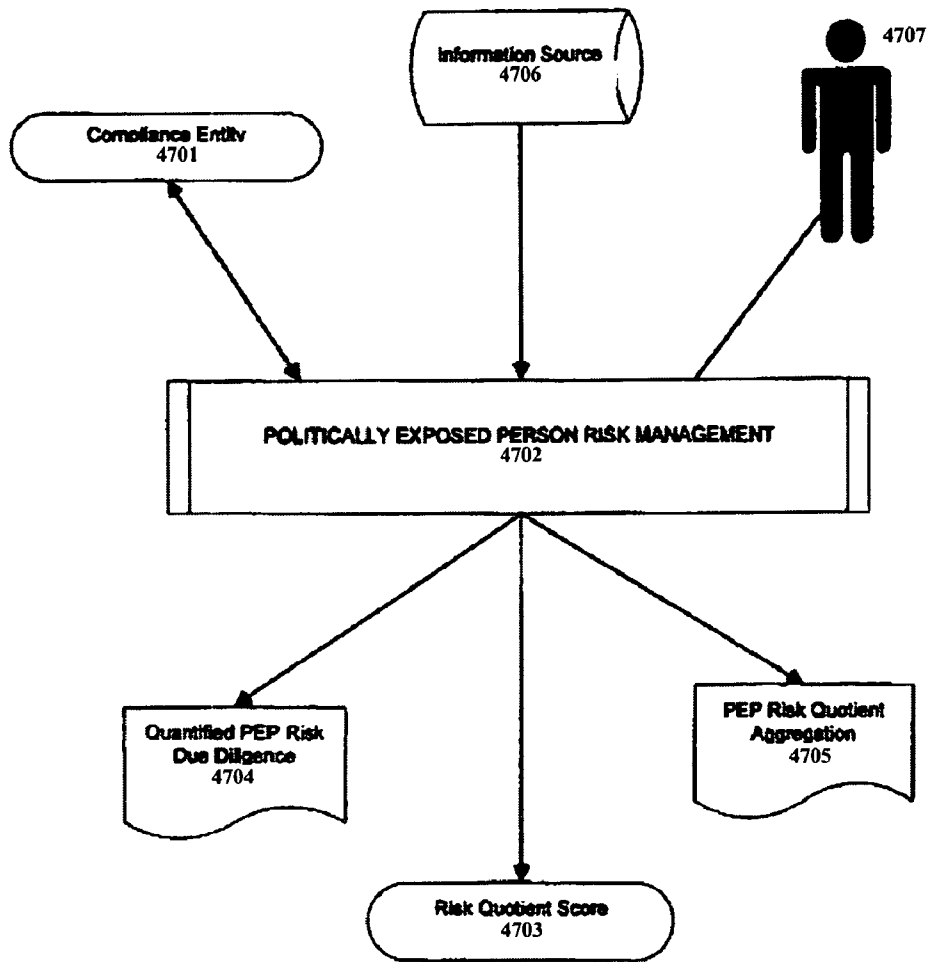 4707
Information Source
4706
Compliance Entity
4701
POLITICALLY EXPOSED PERSON RISK MANAGEMENT
4702
Quantified PEP Risk
Due Diligence
4704
PEP Risk Quotient
Aggregation
4705
Risk Quotient Score
4703